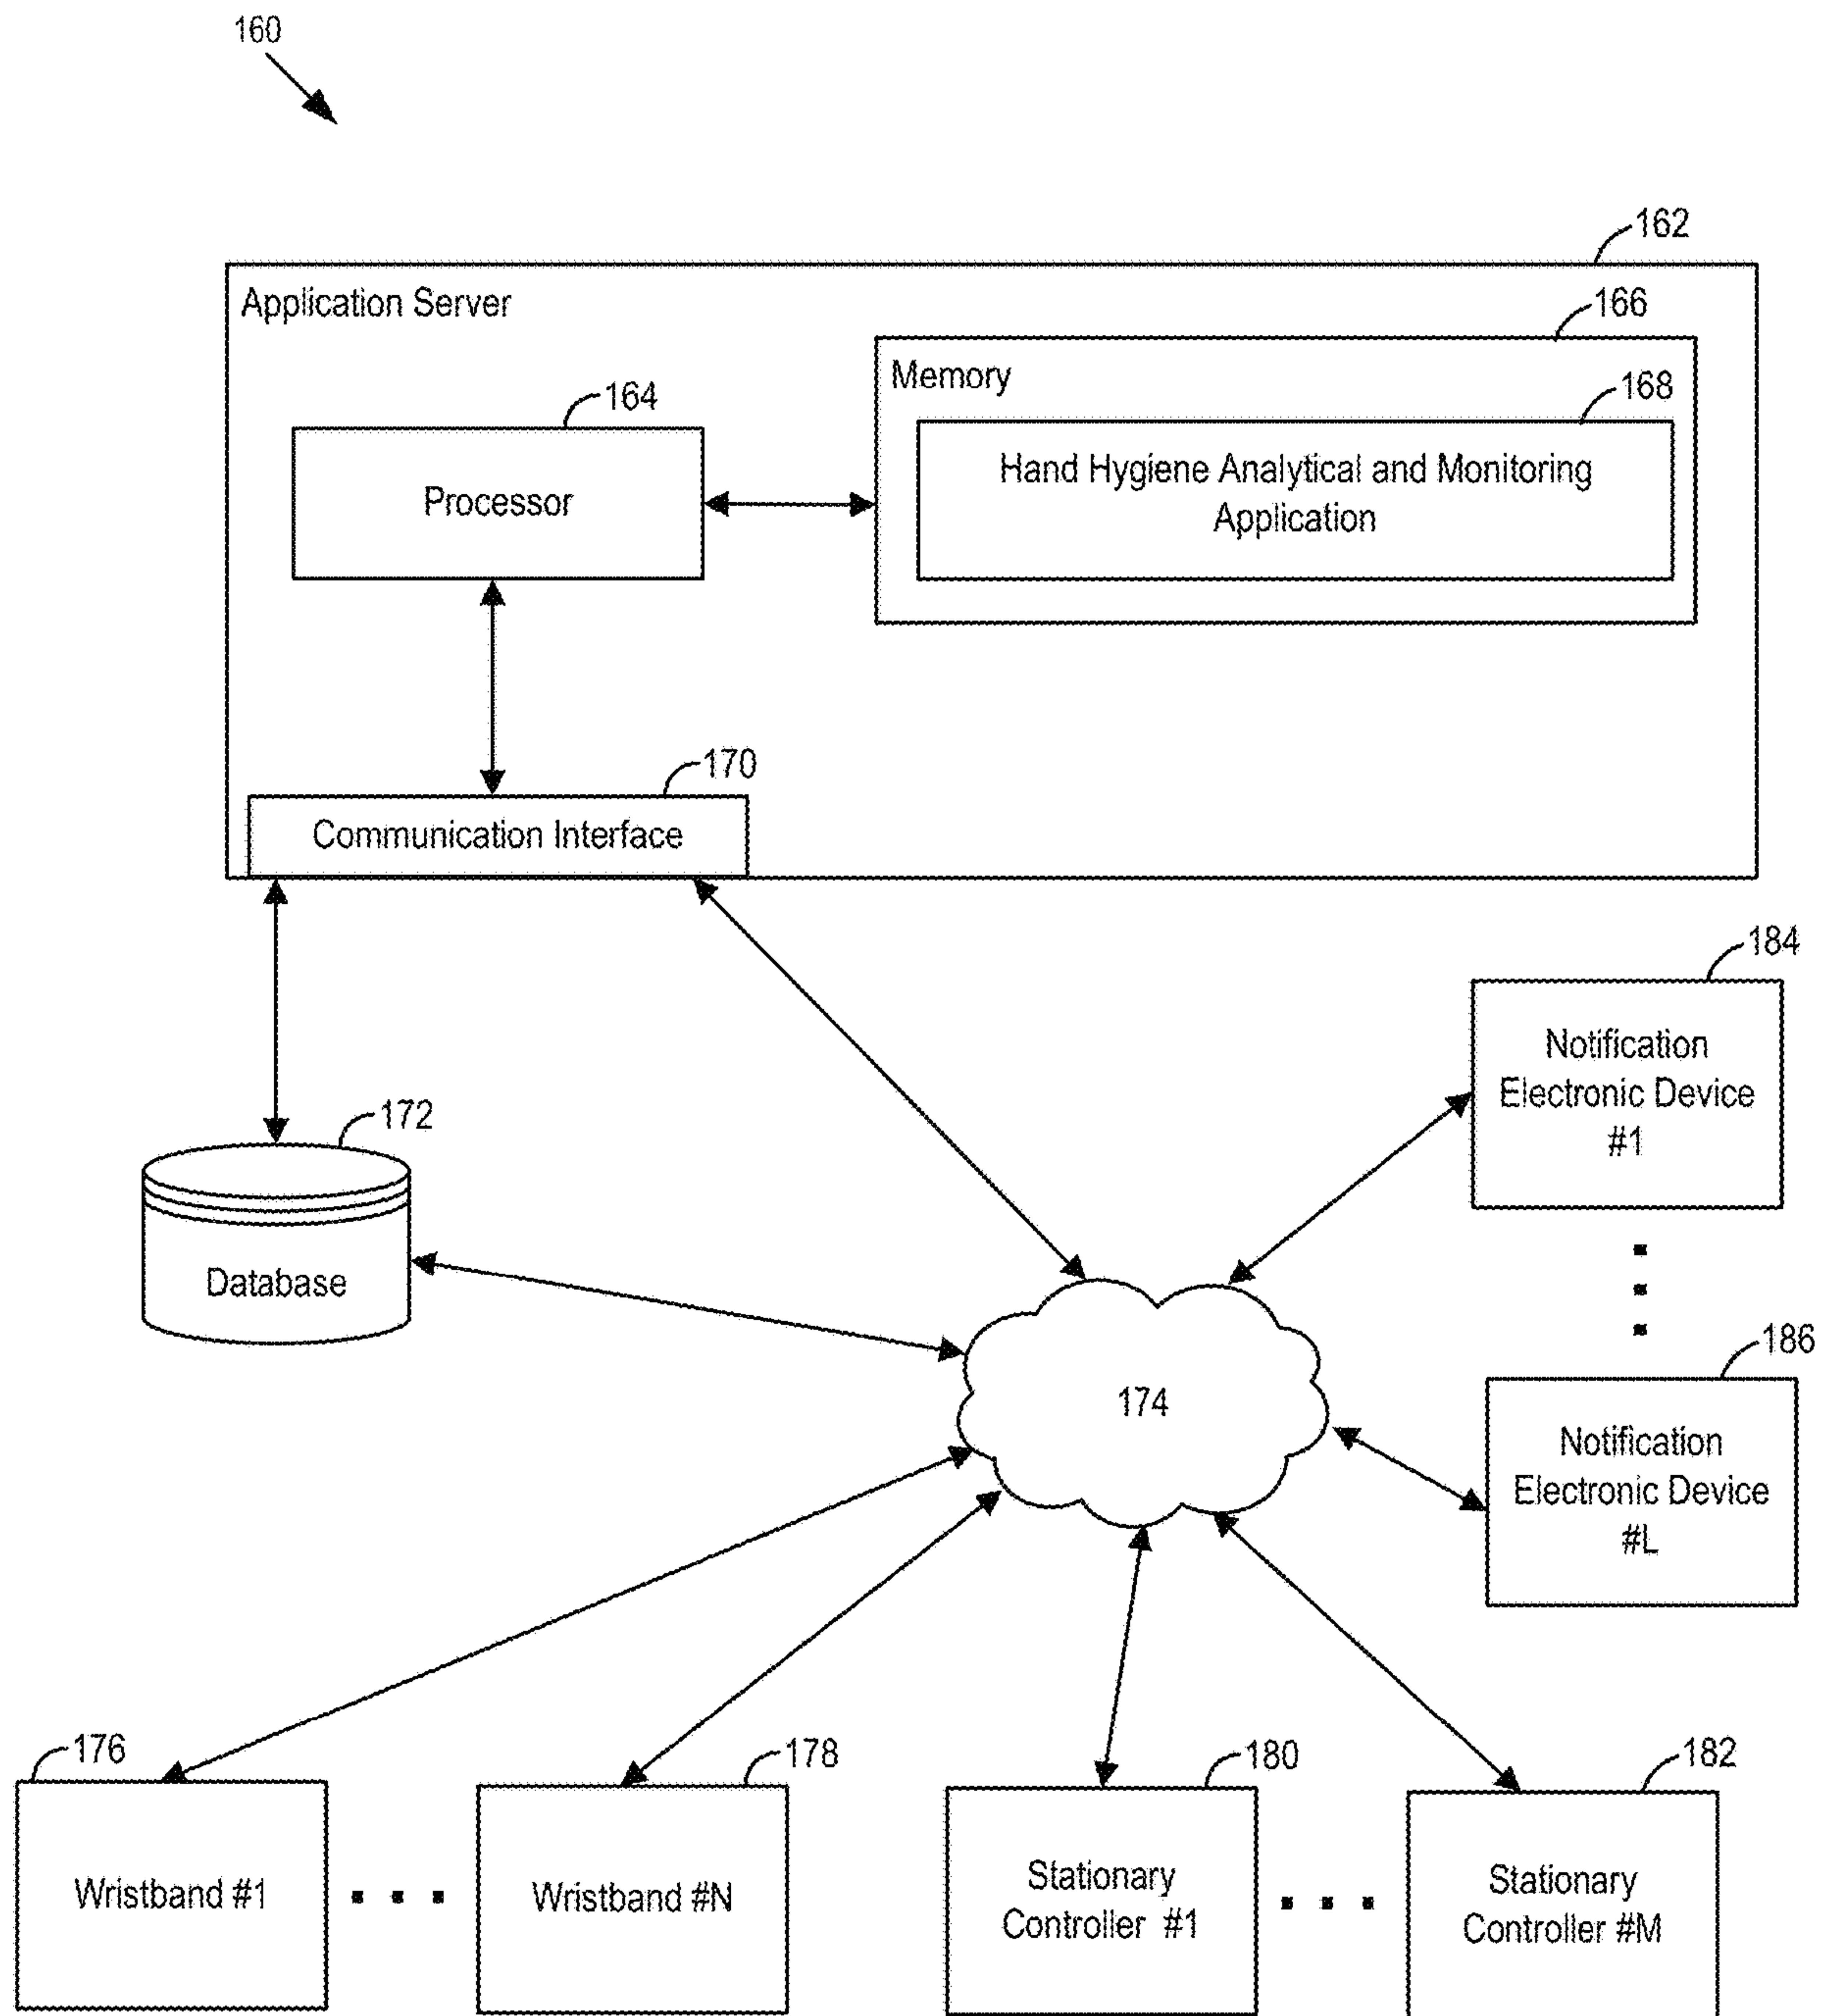 160
162
Application Server
166
Memory
168
164
Hand Hygiene Analytical and Monitoring
Application
Processor
170
Communication Interface
184
Notification
Electronic Device
#1
172
Database
174
186
Notification
Electronic Device
#L
176
178
180
182
Wristband #1
Wristband #N
Stationary
Controller #1
Stationary
Controller #M